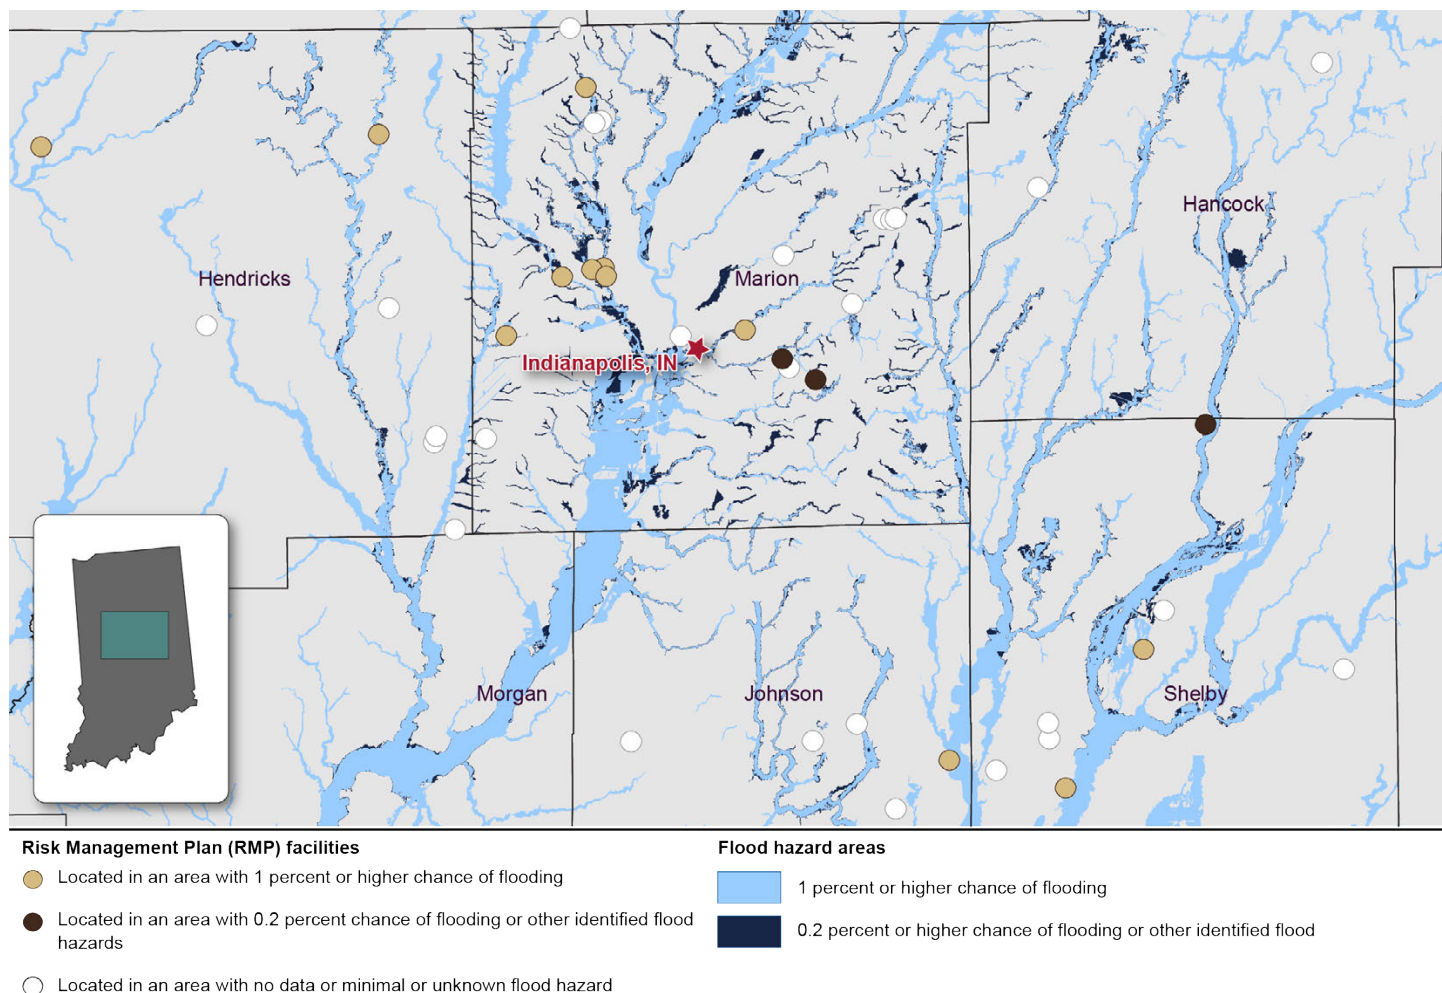 Hancock
Hendricks
Marion
Indianapolis, IN
Morgan
Johnson
Shelby
Risk Management Plan (RMP) facilities
Located in an area with 1 percent or higher chance of flooding
Located in an area with 0.2 percent chance of flooding or other identified flood
hazards
Located in an area with no data or minimal or unknown flood hazard
Flood hazard areas
1 percent or higher chance of flooding
0.2 percent or higher chance of flooding or other identified flood